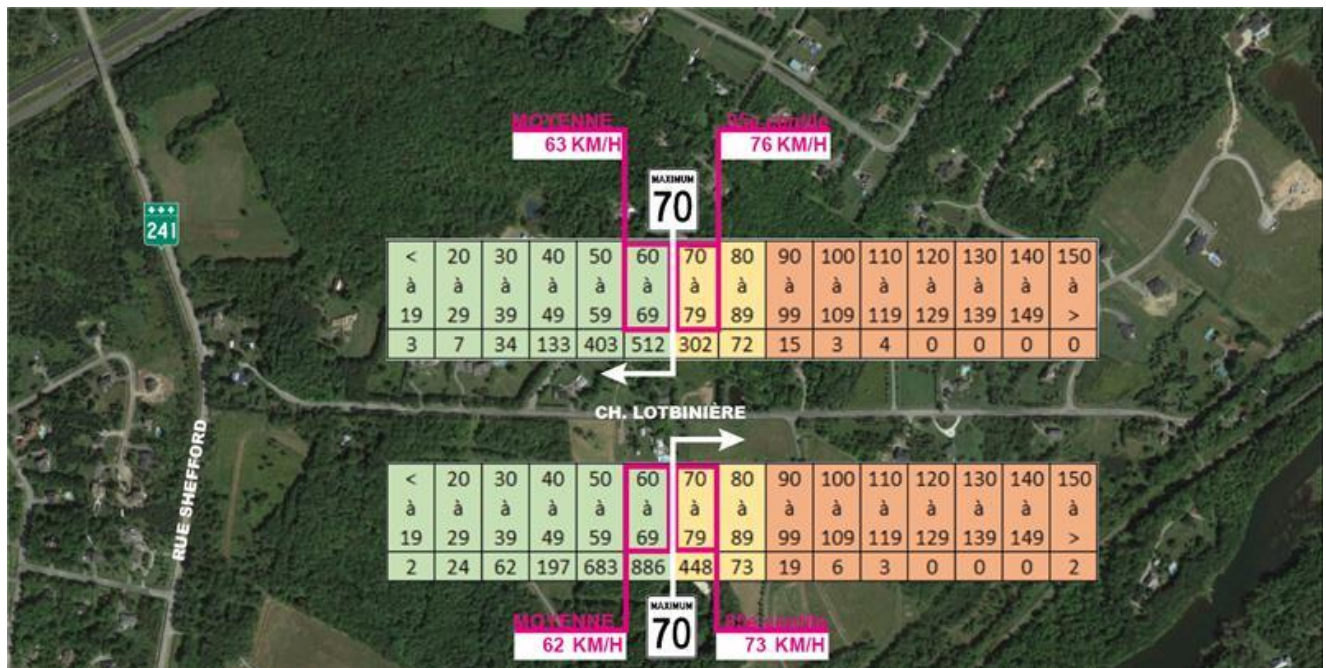 MOYENNE
63 KM/H
76 KM/H
MAXIMUM
70
241
< 20 30 40 50 60 70 80 90 100 110 120 130 140 150
à à à à à à à à à à à à à à à
19 29 39 49 59 69 79 89 99 109 119 129 139 149 >
3 7 34 133 403 512 302 72 15 3 4 0 0 0 0
CH. LOTBINIÈRE
RUE SHEFFORD
< 20 30 40 50 60 70 80 90 100 110 120 130 140 150
à à à à à à à à à à à à à à à
19 29 39 49 59 69 79 89 99 109 119 129 139 149 >
2 24 62 197 683 886 448 73 19 6 3 0 0 0 2
MOYENNE
62 KM/H
MAXIMUM
70
73 KM/H